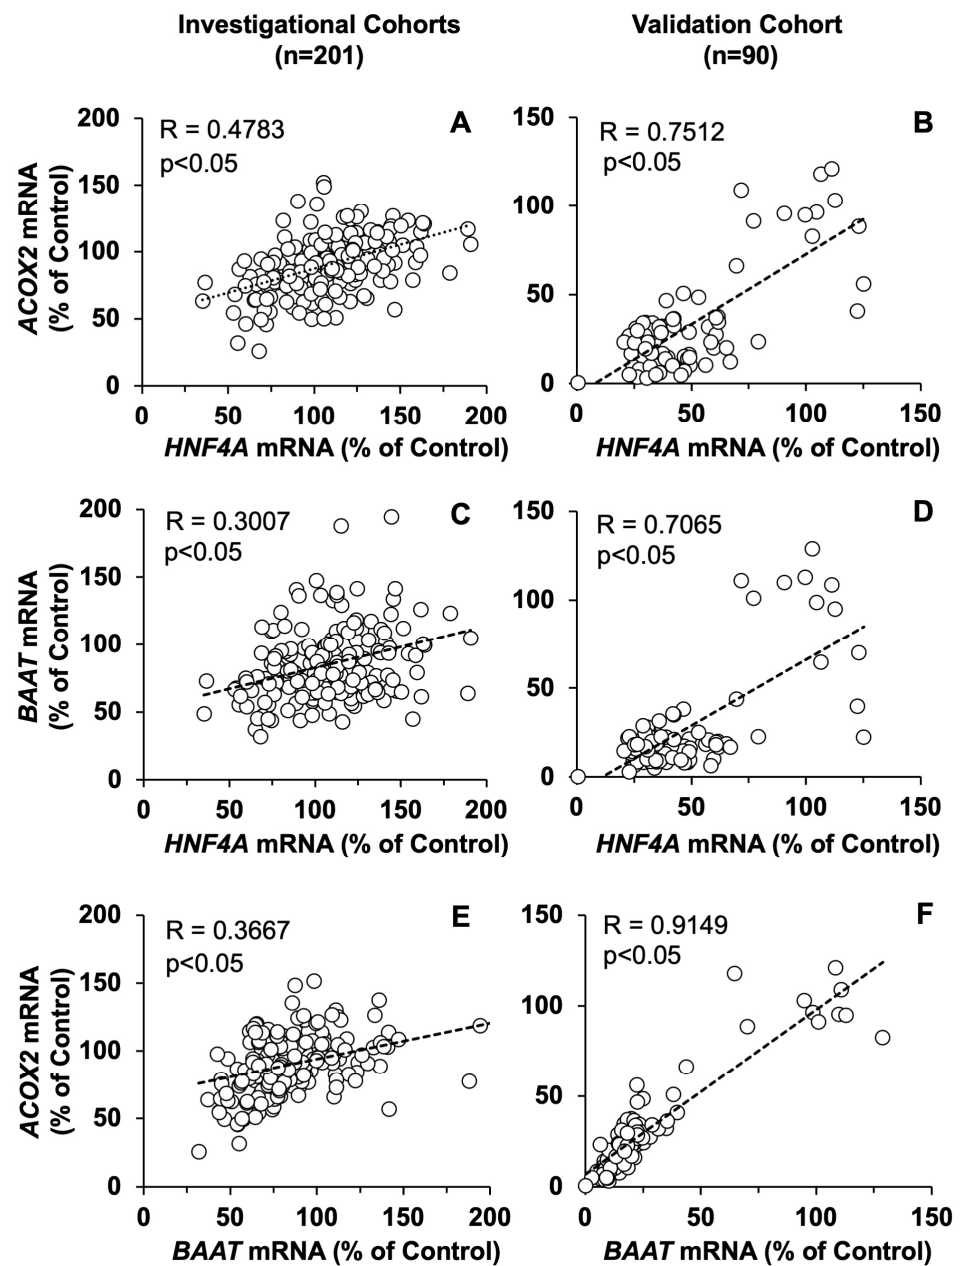 Investigational Cohorts
(n=201)
Validation Cohort
(n=90)
A
R = 0.4783
p<0.05
ACOX2 mRNA
(% of Control)
200
150
100
50
0
0
50
100
150
200
HNF4A mRNA (% of Control)
B
R = 0.7512
p<0.05
150
100
50
0
0
50
100
150
HNF4A mRNA (% of Control)
C
R = 0.3007
p<0.05
BAAT mRNA
(% of Control)
200
150
100
50
0
0
50
100
150
200
HNF4A mRNA (% of Control)
D
R = 0.7065
p<0.05
150
100
50
0
0
50
100
150
HNF4A mRNA (% of Control)
E
R = 0.3667
p<0.05
ACOX2 mRNA
(% of Control)
200
150
100
50
0
0
50
100
150
200
BAAT mRNA (% of Control)
F
R = 0.9149
p<0.05
150
100
50
0
0
50
100
150
BAAT mRNA (% of Control)